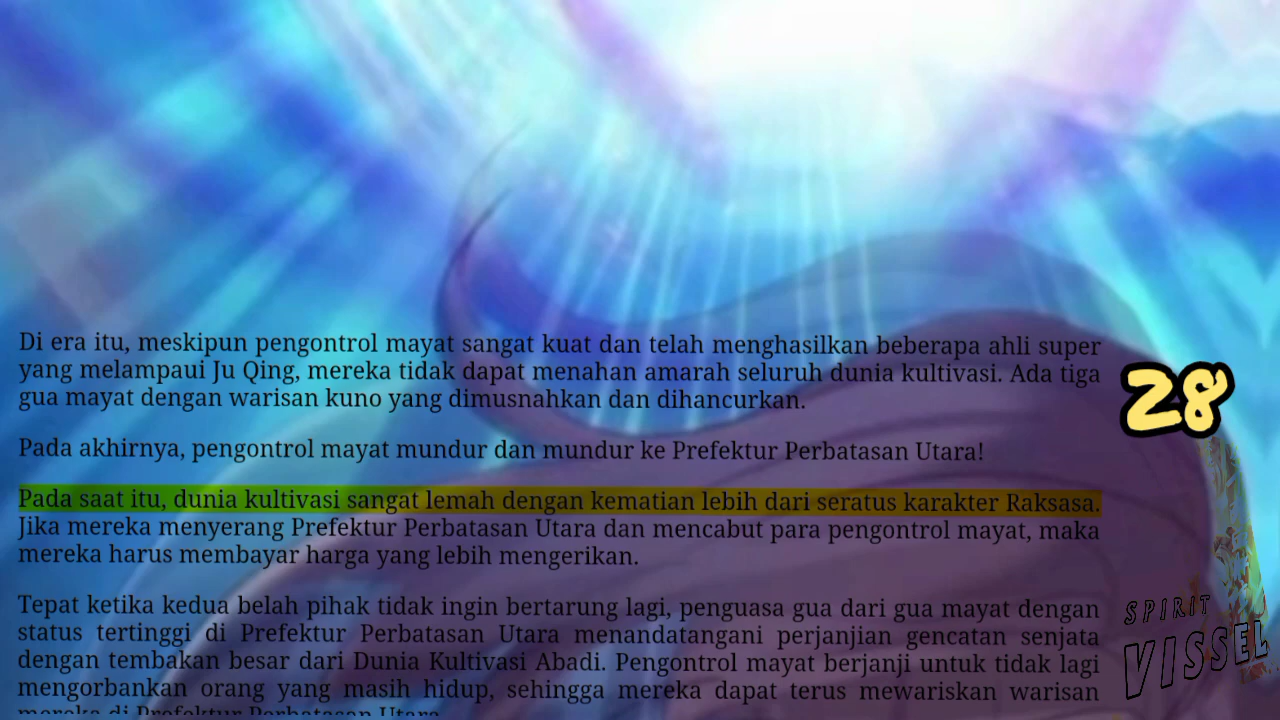 Di era itu, meskipun pengontrol mayat sangat kuat dan telah menghasilkan beberapa ahli super
yang melampaui Ju Qing, mereka tidak dapat menahan amarah seluruh dunia kultivasi. Ada tiga
gua mayat dengan warisan kuno yang dimusnahkan dan dihancurkan.
Pada akhirnya, pengontrol mayat mundur dan mundur ke Prefektur Perbatasan Utara!
Pada saat itu, dunia kultivasi sangat lemah dengan kematian lebih dari seratus karakter Raksasa.
Jika mereka menyerang Prefektur Perbatasan Utara dan mencabut para pengontrol mayat, maka
mereka harus membayar harga yang lebih mengerikan.
Tepat ketika kedua belah pihak tidak ingin bertarung lagi, penguasa gua dari gua mayat dengan
status tertinggi di Prefektur Perbatasan Utara menandatangani perjanjian gencatan senjata
dengan tembakan besar dari Dunia Kultivasi Abadi. Pengontrol mayat berjanji untuk tidak lagi
mengorbankan orang yang masih hidup, sehingga mereka dapat terus mewariskan warisan
mereka di Prefektur Perbatasan Utara.
28
SPIRIT
VISSEL